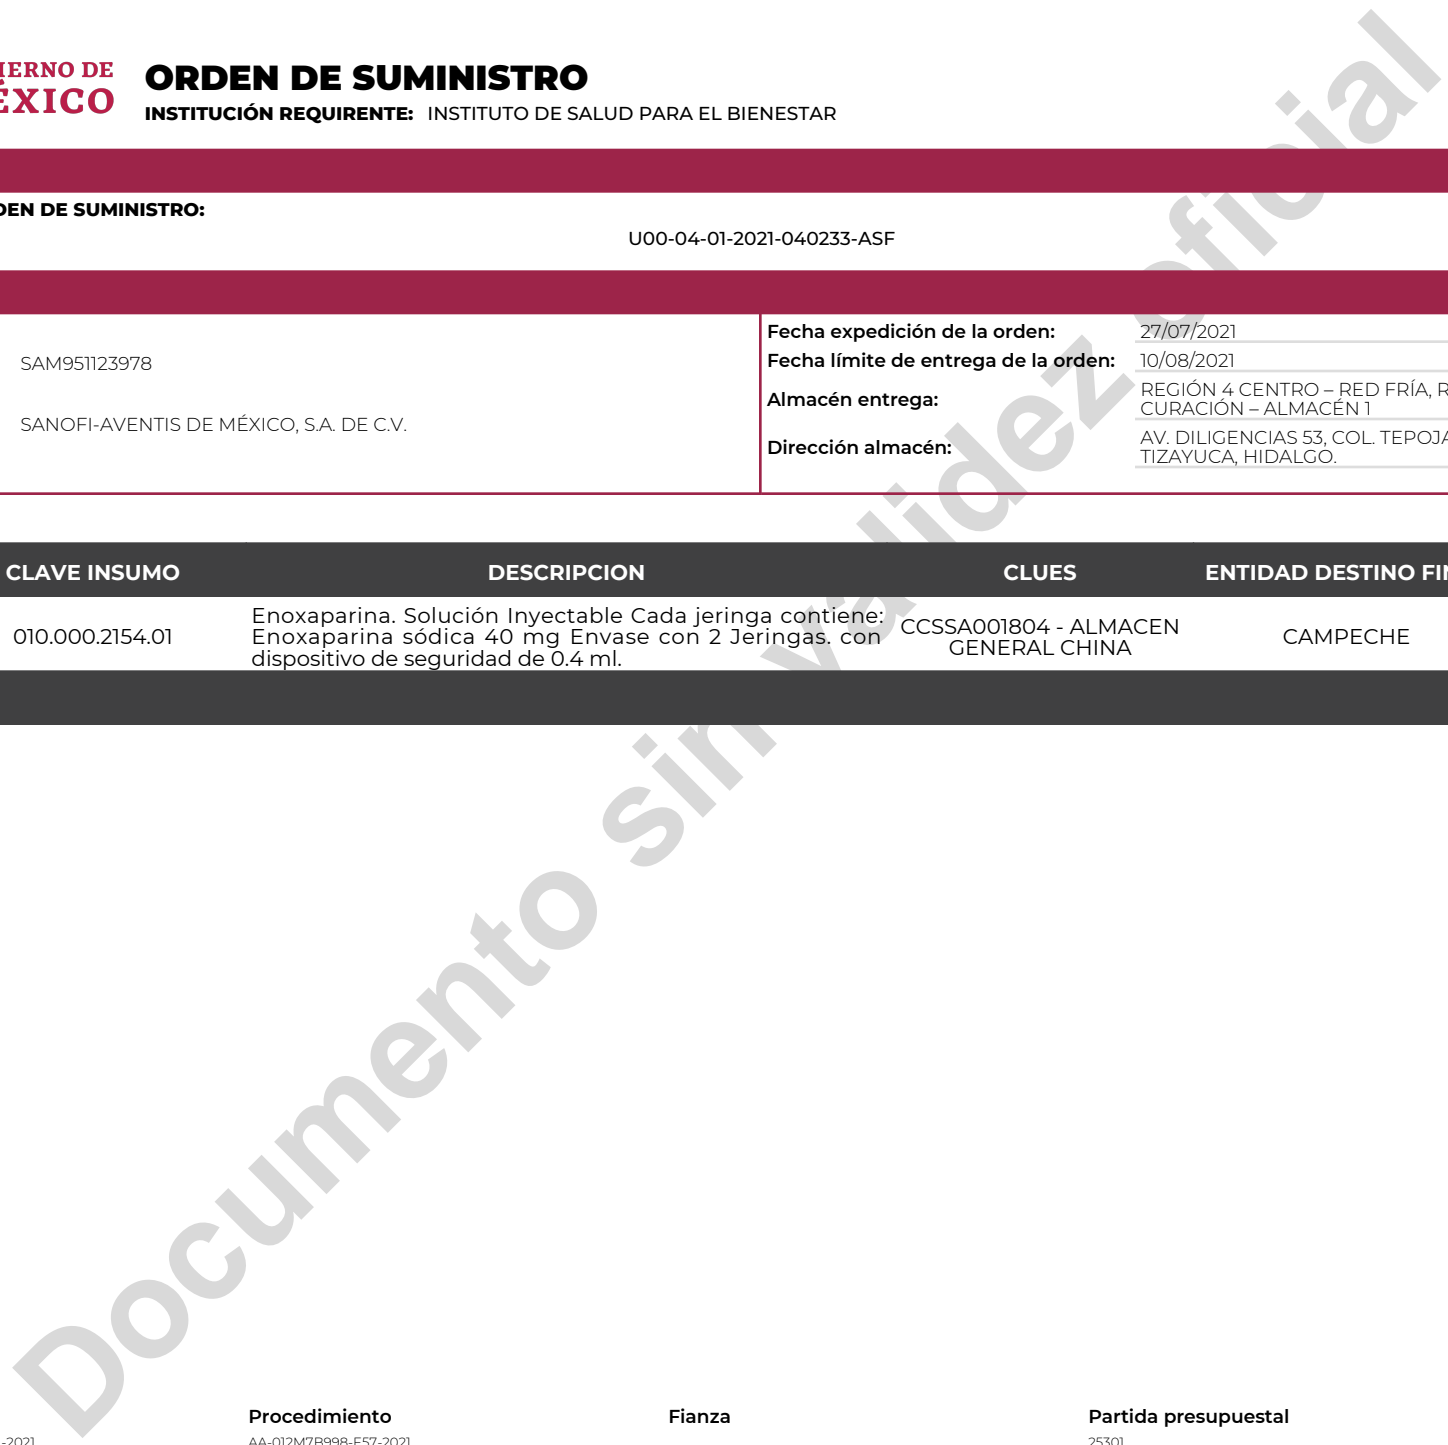 IERNO DE
ÉXICO
ORDEN DE SUMINISTRO
INSTITUCIÓN REQUIRENTE: INSTITUTO DE SALUD PARA EL BIENESTAR
DEN DE SUMINISTRO:
U00-04-01-2021-040233-ASF
SAM951123978
SANOFI-AVENTIS DE MÉXICO, S.A. DE C.V.
Fecha expedición de la orden: 27/07/2021
Fecha límite de entrega de la orden: 10/08/2021
Almacén entrega: REGIÓN 4 CENTRO – RED FRÍA, R
CURACIÓN – ALMACÉN 1
Dirección almacén: AV. DILIGENCIAS 53, COL. TEPOJA
TIZAYUCA, HIDALGO.
CLAVE INSUMO DESCRIPCION CLUES ENTIDAD DESTINO FIN
010.000.2154.01
Enoxaparina. Solución Inyectable Cada jeringa contiene:
Enoxaparina sódica 40 mg Envase con 2 Jeringas. con
dispositivo de seguridad de 0.4 ml.
CCSSA001804 - ALMACEN
GENERAL CHINA
CAMPECHE
Documento sin validez oficial
Procedimiento Fianza Partida presupuestal
-2021 AA-012M7B998-E57-2021 25301